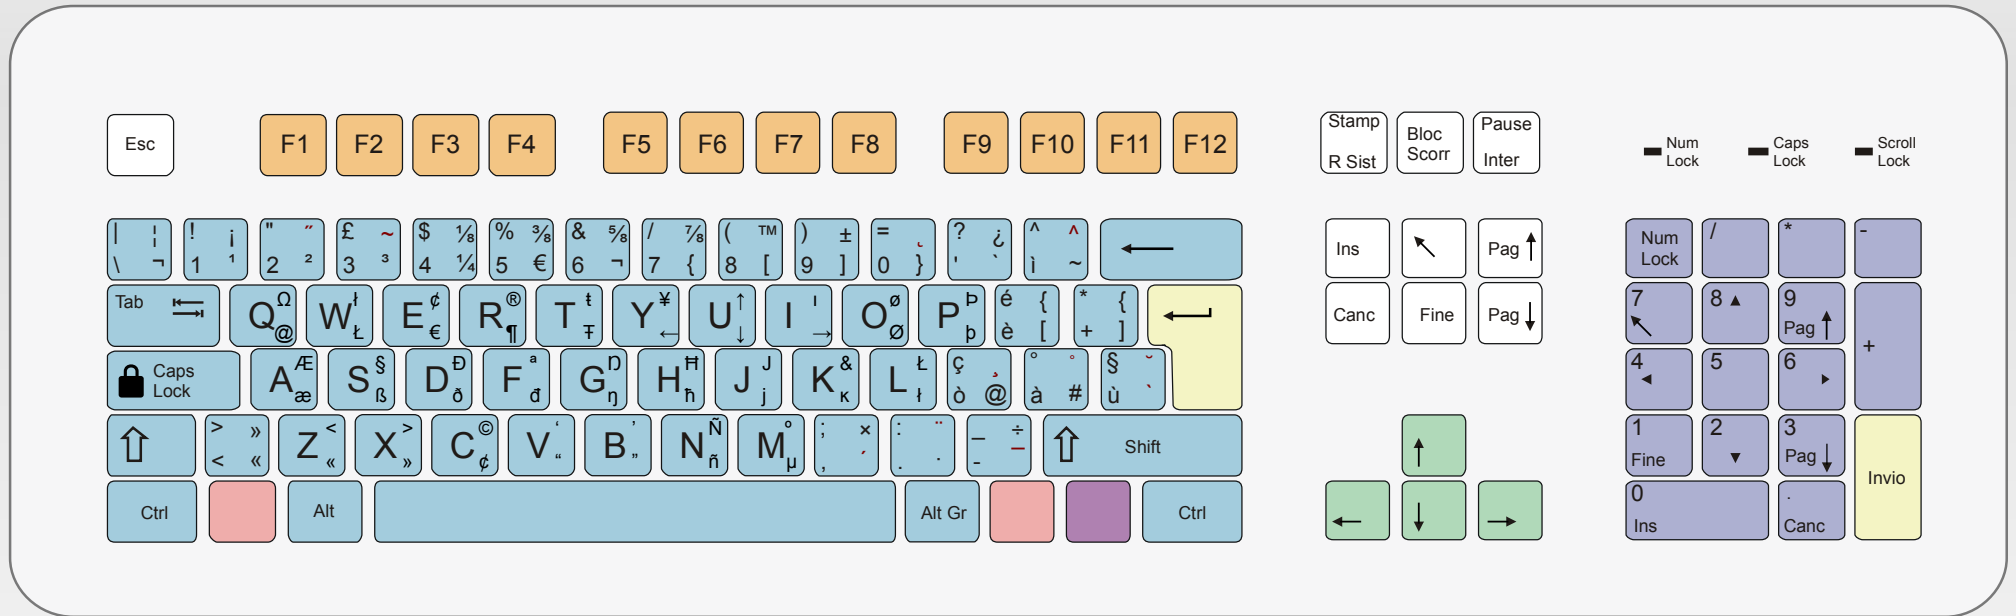 Esc F1 F2 F3 F4 F5 F6 F7 F8 F9 F10 F11 F12
Stamp
R Sist
Bloc
Scorr
Pause
Inter
Num
Lock
Caps
Lock
Scroll
Lock
| ¦ ! ¡ " ˝ £ ~ $ ⅛ % ⅜ & ⅝ / ⅞ ( ™ ) ± = ˛ ? ¿ ^ ^
\ ¬ 1 ¹ 2 ² 3 ³ 4 ¼ 5 € 6 ¬ 7 { 8 [ 9 ] 0 } ' ` ì ~ ←
Ins ↖ Pag ↑
Num
Lock
/ * -
Tab Q Ω @ W ł Ł E ¢ € R ® ¶ T ŧ Ŧ Y ¥ ← U ↑ ↓ I ı → O ø Ø P Þ þ é { è [ * { + ]
Canc Fine Pag ↓
7 ↖ 8 ▲ 9
Pag ↑
+
Caps
Lock
A Æ æ S § ß D Ð ð F ª đ G Ŋ ŋ H Ħ ħ J J j K & ĸ L Ł ł ç ¸ ò @ ° ˚ à # § ˘ ù `
4 ◄ 5 6 ►
⇧ > » < « Z < « X > » C © ¢ V ‘ “ B ’ „ N Ñ ñ M º µ ; × , ´ : ¨ . · _ ÷ - – ⇧ Shift
↑
1
Fine
2 ▼
3
Pag ↓
Invio
Ctrl Alt Alt Gr Ctrl
← ↓ →
0
Ins
.
Canc